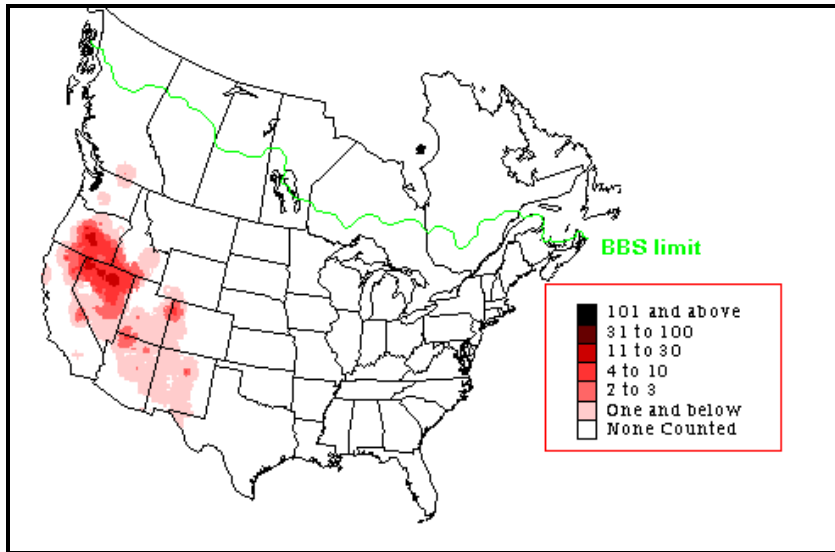 BBS limit
101 and above
31 to 100
11 to 30
4 to 10
2 to 3
One and below
None Counted